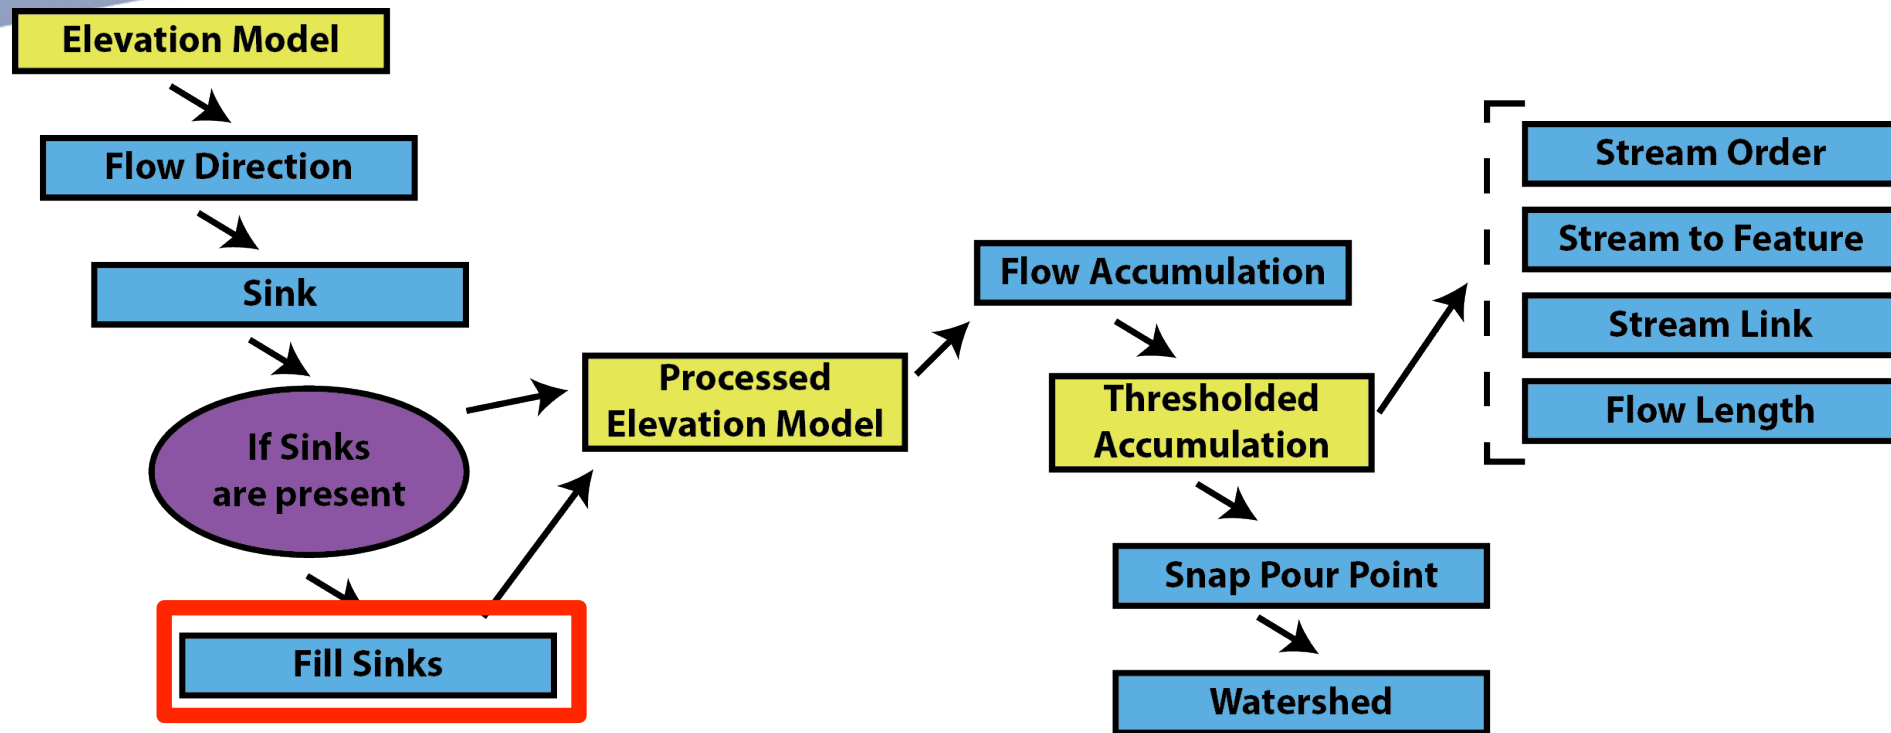 Elevation Model
Flow Direction
Sink
If Sinks
are present
Fill Sinks
Processed
Elevation Model
Flow Accumulation
Thresholded
Accumulation
Snap Pour Point
Watershed
Stream Order
Stream to Feature
Stream Link
Flow Length